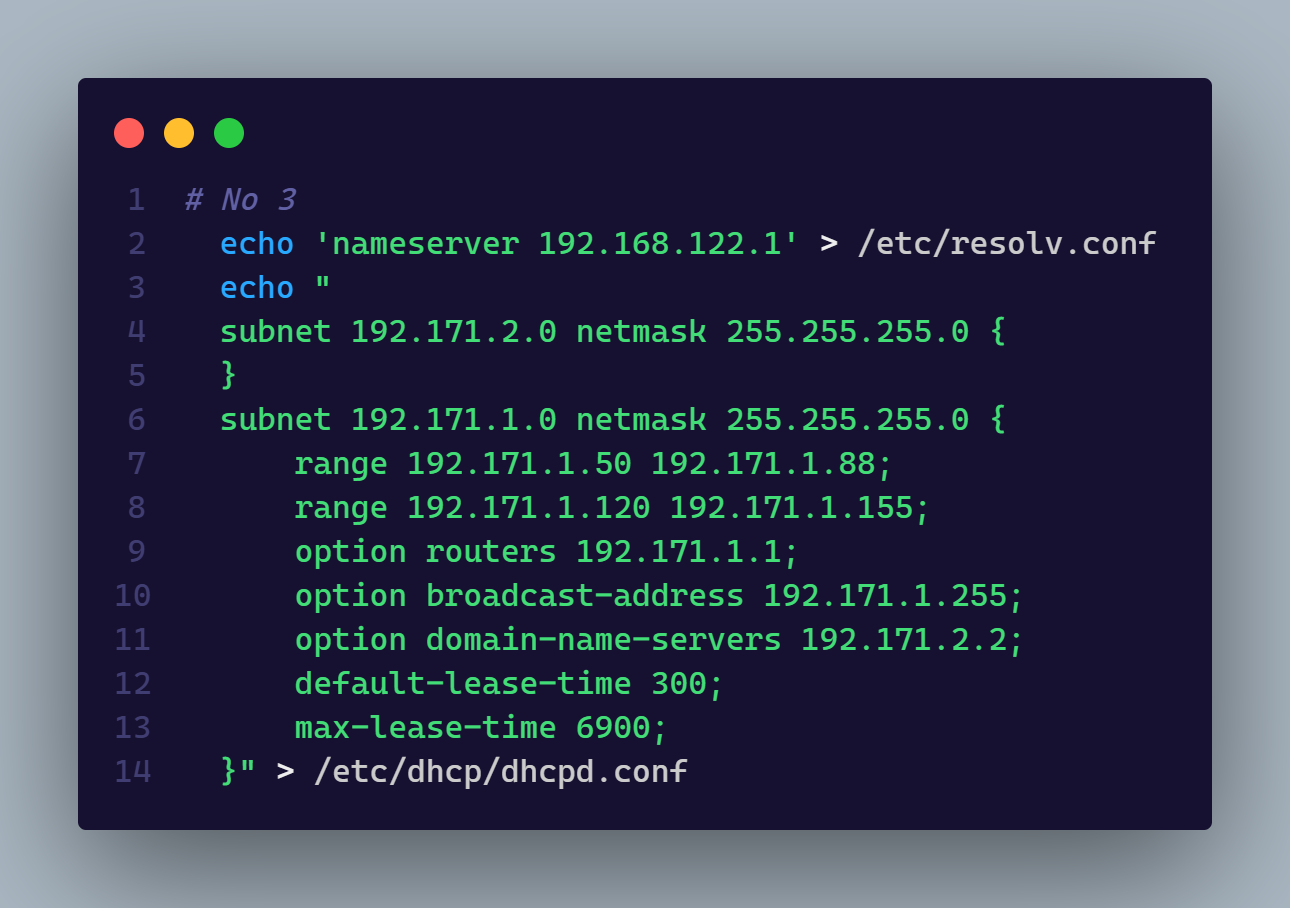 1 # No 3
2 echo 'nameserver 192.168.122.1' > /etc/resolv.conf
3 echo "
4 subnet 192.171.2.0 netmask 255.255.255.0 {
5 }
6 subnet 192.171.1.0 netmask 255.255.255.0 {
7 range 192.171.1.50 192.171.1.88;
8 range 192.171.1.120 192.171.1.155;
9 option routers 192.171.1.1;
10 option broadcast-address 192.171.1.255;
11 option domain-name-servers 192.171.2.2;
12 default-lease-time 300;
13 max-lease-time 6900;
14 }" > /etc/dhcp/dhcpd.conf